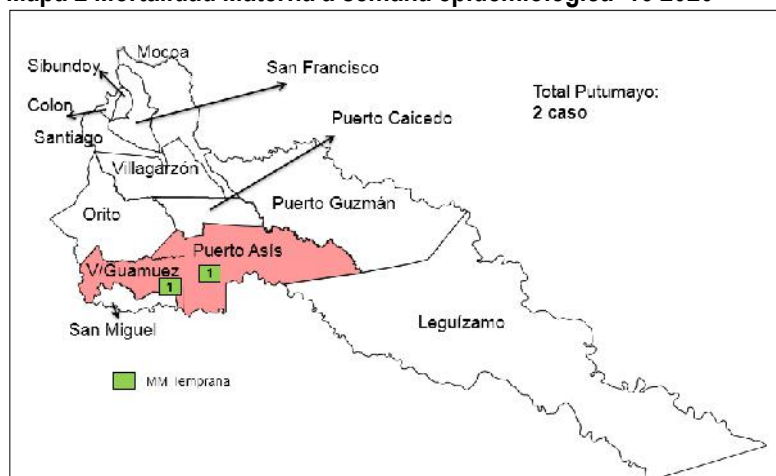 Mocoa
Sibundoy
San Francisco
Total Putumayo:
2 caso
Colon
Puerto Caicedo
Santiago
Villagarzón
Puerto Guzmán
Orito
Puerto Asís
V/Guamuez
1
1
San Miguel
Leguízamo
MM Temprana